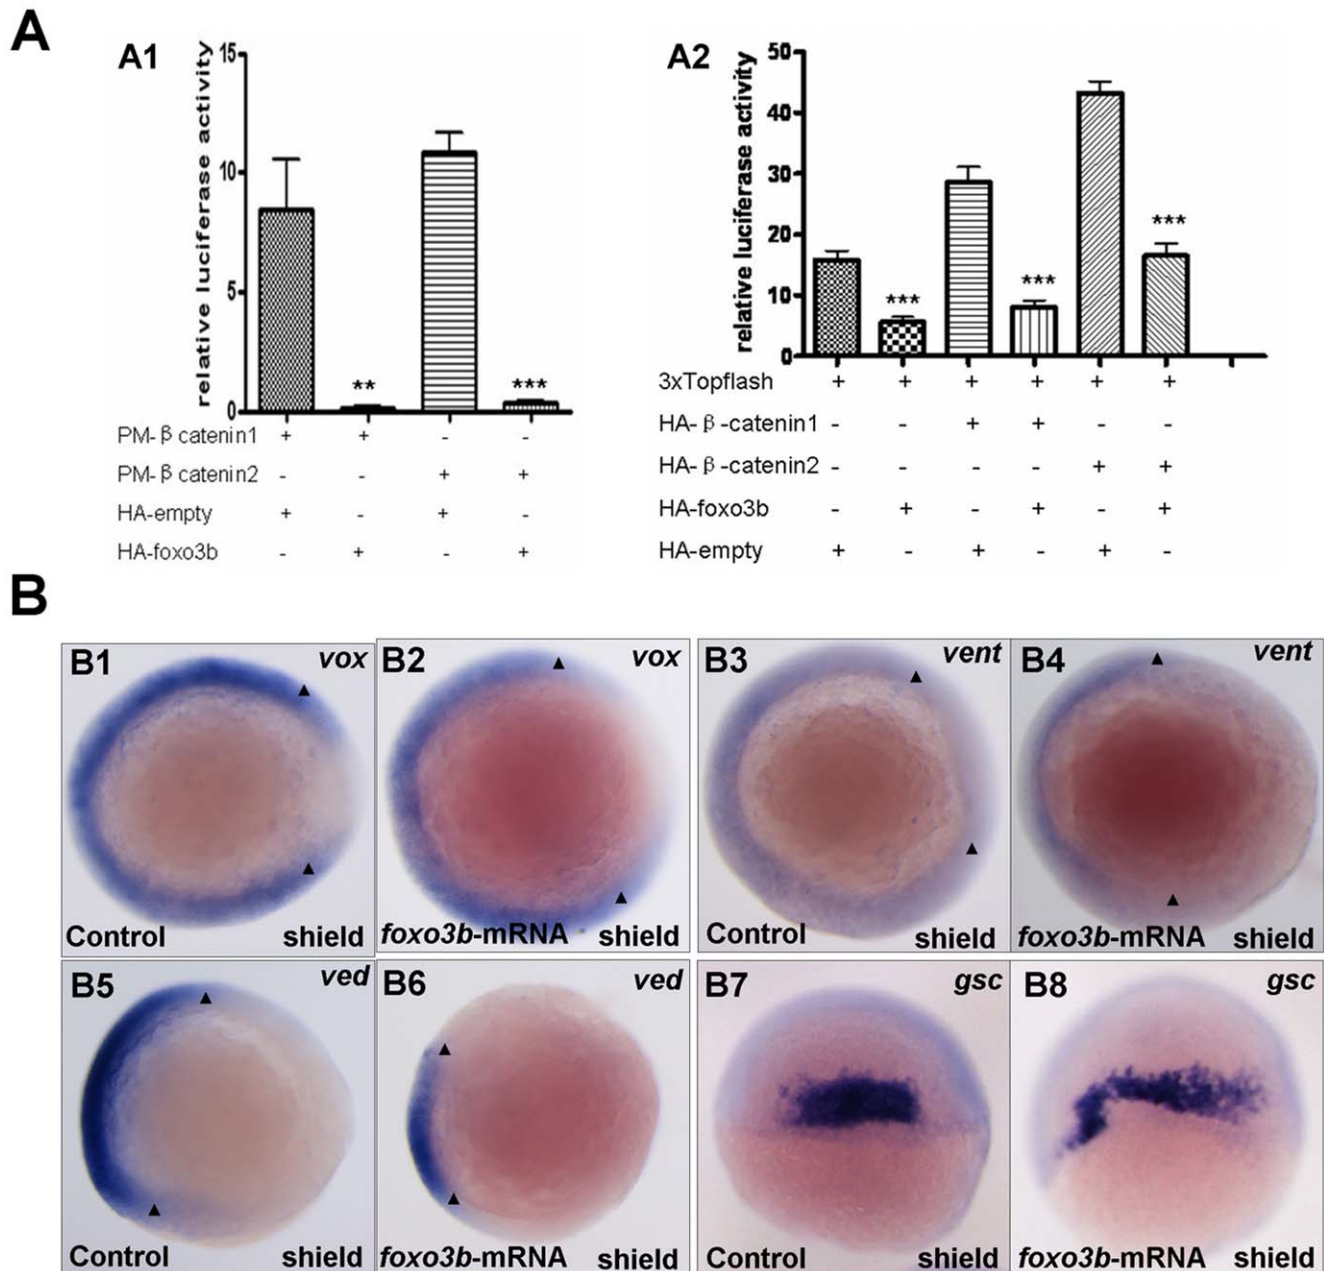 A
A1
relative luciferase activity
15
10
5
0
**
***
PM-β catenin1 + + - -
PM-β catenin2 - - + +
HA-empty + - + -
HA-foxo3b - + - +
A2
relative luciferase activity
50
40
30
20
10
0
***
***
***
3xTopflash + + + + + +
HA-β-catenin1 - - + + - -
HA-β-catenin2 - - - - + +
HA-foxo3b - + - + - +
HA-empty + - + - + -
B
B1 vox
Control shield
B2 vox
foxo3b-mRNA shield
B3 vent
Control shield
B4 vent
foxo3b-mRNA shield
B5 ved
Control shield
B6 ved
foxo3b-mRNA shield
B7 gsc
Control shield
B8 gsc
foxo3b-mRNA shield